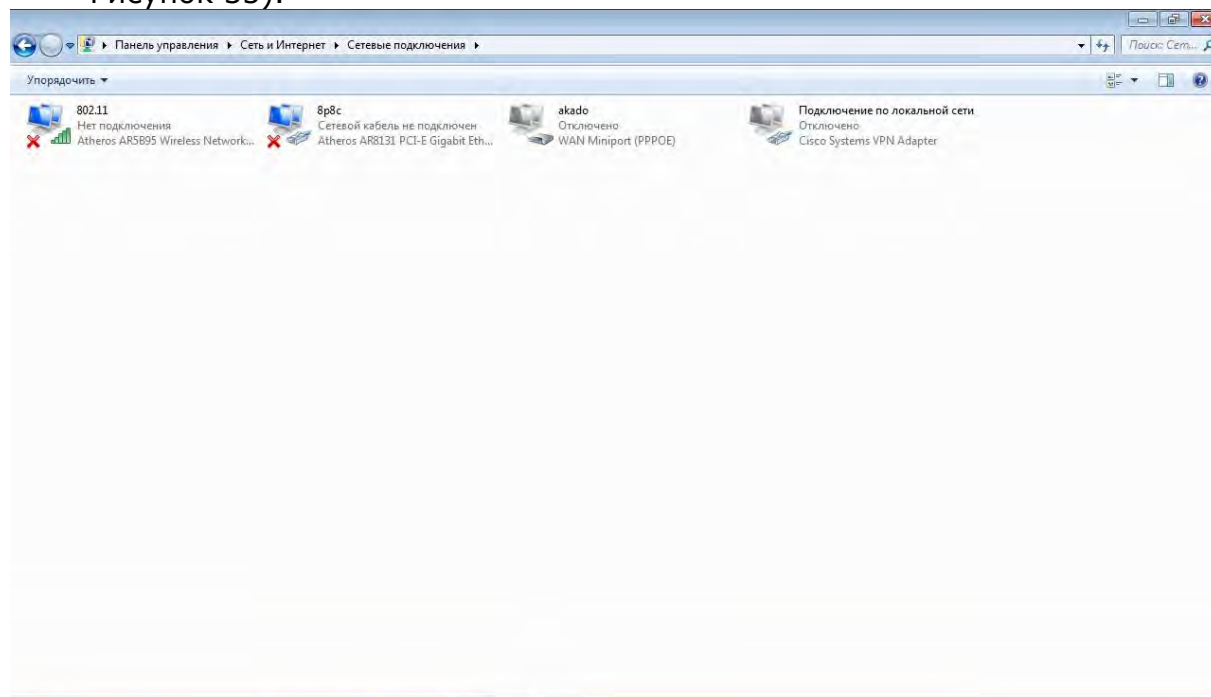 Рисунок 55).
Панель управления ▸ Сеть и Интернет ▸ Сетевые подключения ▸
Поиск: Сет...
Упорядочить
802.11
Нет подключения
Atheros AR5B95 Wireless Network...
8p8c
Сетевой кабель не подключен
Atheros AR8131 PCI-E Gigabit Eth...
akado
Отключено
WAN Miniport (PPPOE)
Подключение по локальной сети
Отключено
Cisco Systems VPN Adapter